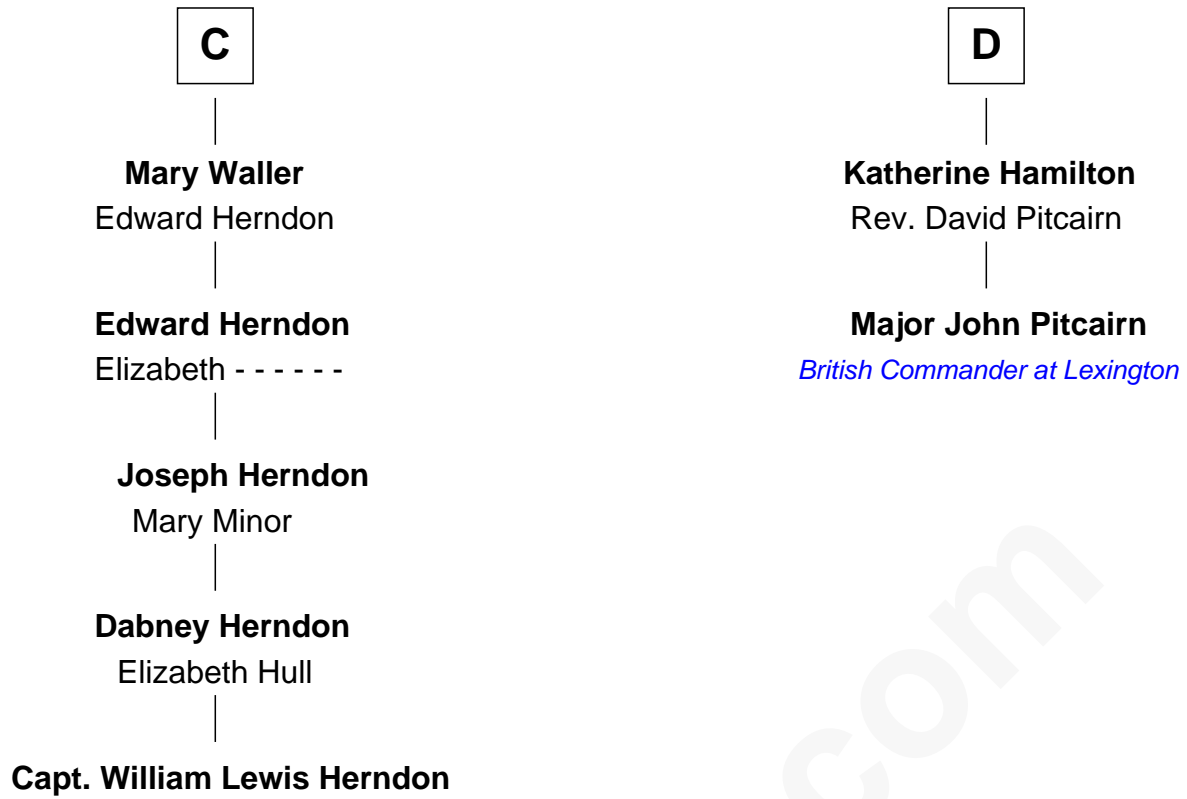 C
Mary Waller
Edward Herndon
Edward Herndon
Elizabeth - - - - - -
Joseph Herndon
Mary Minor
Dabney Herndon
Elizabeth Hull
Capt. William Lewis Herndon
D
Katherine Hamilton
Rev. David Pitcairn
Major John Pitcairn
British Commander at Lexington
com